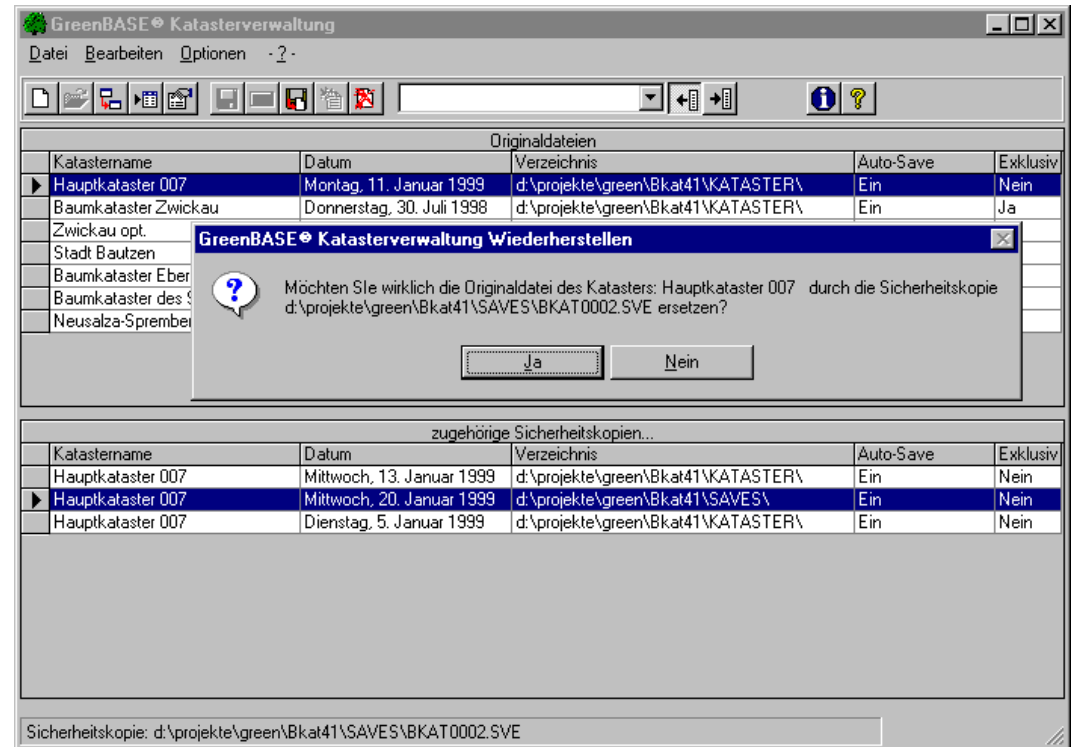 GreenBASE® Katasterverwaltung
Datei Bearbeiten Optionen -?-
Originaldateien
Katastername Datum Verzeichnis Auto-Save Exklusiv
Hauptkataster 007 Montag, 11. Januar 1999 d:\projekte\green\Bkat41\KATASTER\ Ein Nein
Baumkataster Zwickau Donnerstag, 30. Juli 1998 d:\projekte\green\Bkat41\KATASTER\ Ein Ja
Zwickau opt.
Stadt Bautzen
Baumkataster Eber
Baumkataster des S
Neusalza-Sprember
GreenBASE® Katasterverwaltung Wiederherstellen
Möchten SIe wirklich die Originaldatei des Katasters: Hauptkataster 007 durch die Sicherheitskopie
d:\projekte\green\Bkat41\SAVES\BKAT0002.SVE ersetzen?
Ja Nein
zugehörige Sicherheitskopien...
Katastername Datum Verzeichnis Auto-Save Exklusiv
Hauptkataster 007 Mittwoch, 13. Januar 1999 d:\projekte\green\Bkat41\KATASTER\ Ein Nein
Hauptkataster 007 Mittwoch, 20. Januar 1999 d:\projekte\green\Bkat41\SAVES\ Ein Nein
Hauptkataster 007 Dienstag, 5. Januar 1999 d:\projekte\green\Bkat41\KATASTER\ Ein Nein
Sicherheitskopie: d:\projekte\green\Bkat41\SAVES\BKAT0002.SVE